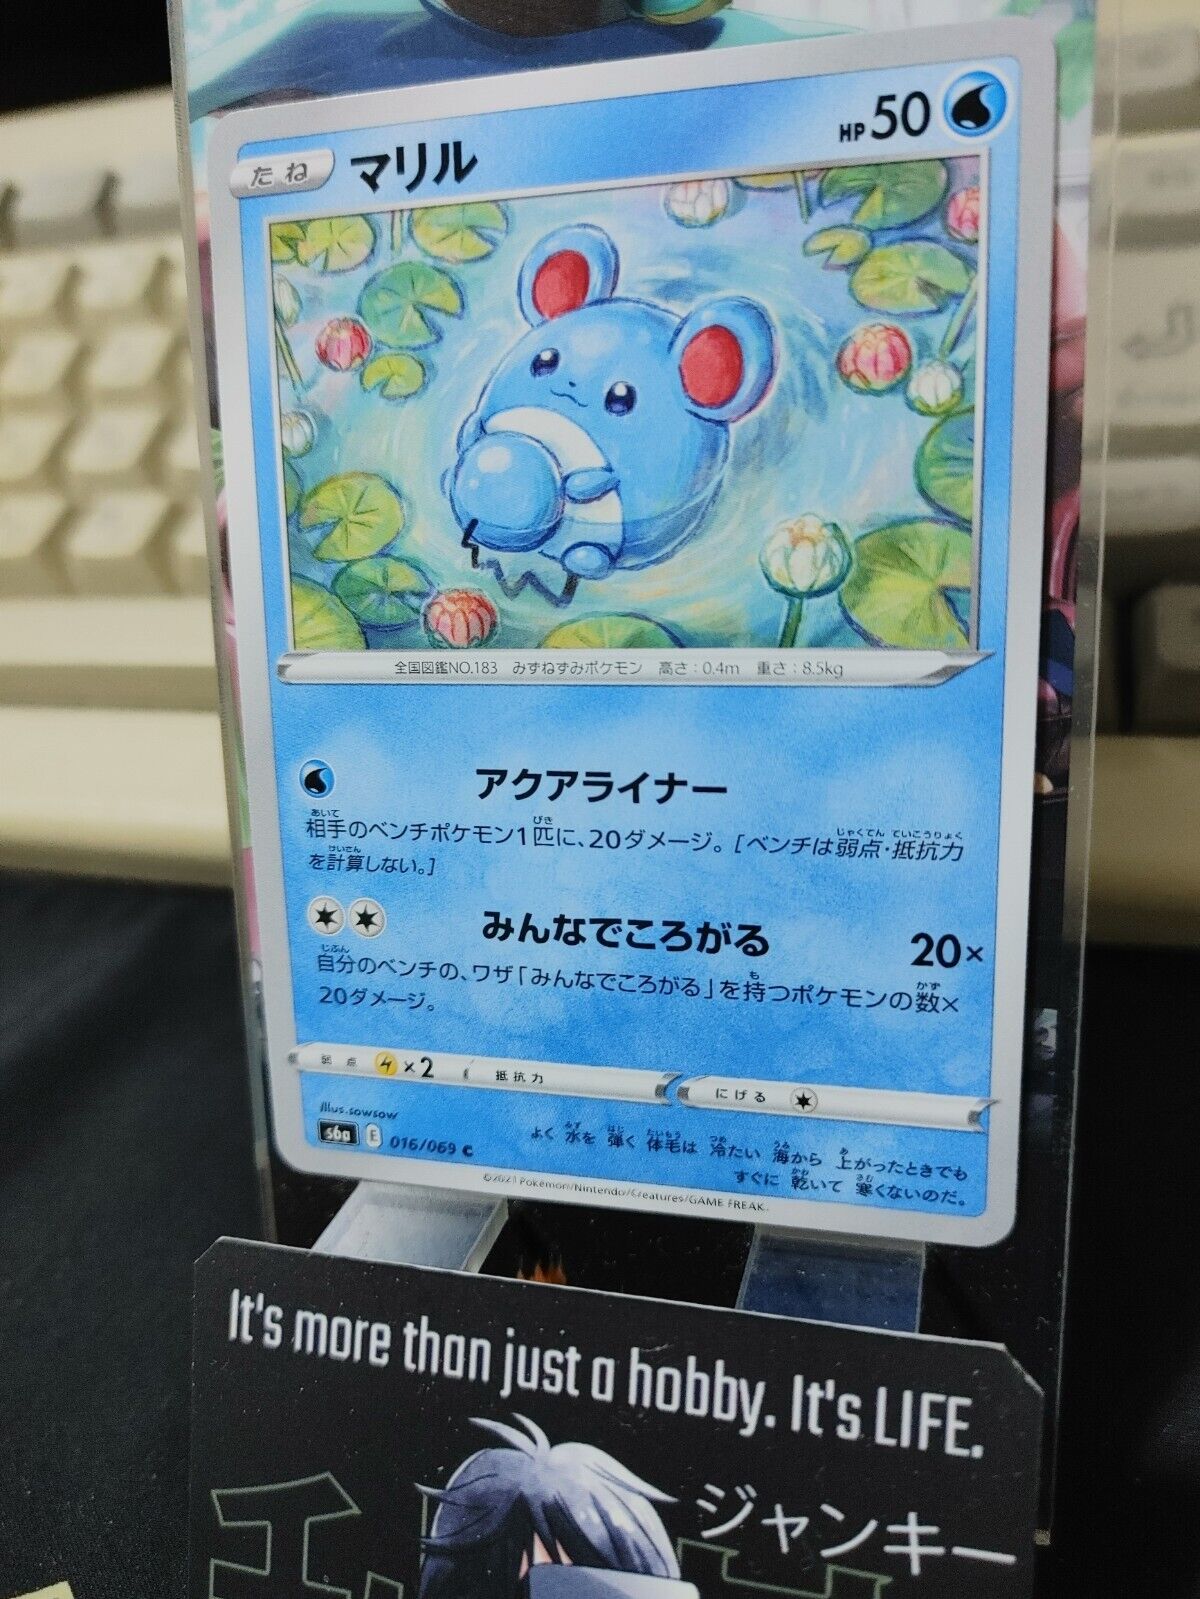 たね マリル HP50
全国図鑑NO.183 みずねずみポケモン 高さ:0.4m 重さ:8.5kg
アクアライナー
相手のベンチポケモン1匹に、20ダメージ。[ベンチは弱点・抵抗力
を計算しない。]
みんなでころがる 20×
自分のベンチの、ワザ「みんなでころがる」を持つポケモンの数×
20ダメージ。
弱点 ×2 抵抗力 にげる
illus.sowsow
s6a E 016/069 C
よく 水を 弾く 体毛は 冷たい 海から 上がったときでも
すぐに 乾いて 寒くないのだ。
©2021 Pokémon/Nintendo/Creatures/GAME FREAK.
It's more than just a hobby. It's LIFE.
ジャンキー